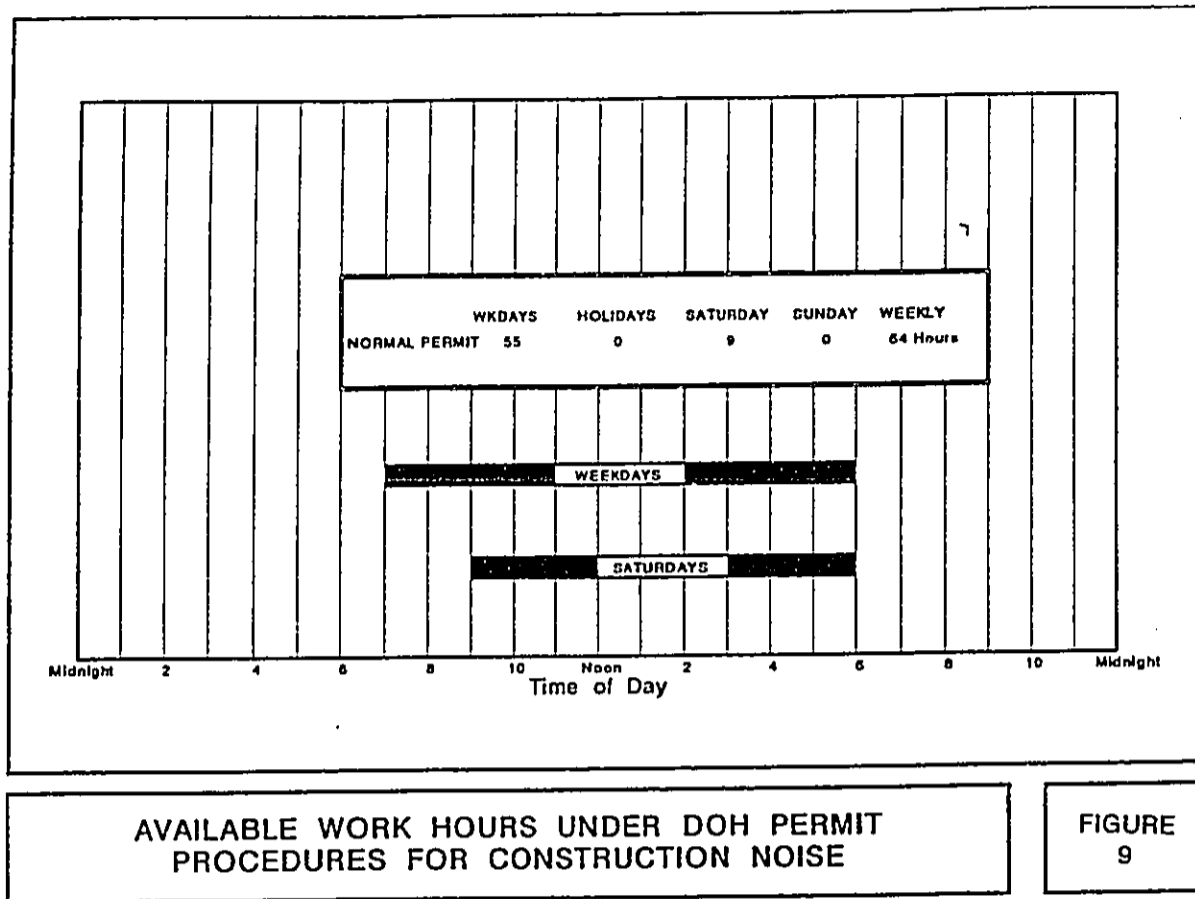 WKDAYS HOLIDAYS SATURDAY SUNDAY WEEKLY
NORMAL PERMIT 55 0 9 0 64 Hours
WEEKDAYS
SATURDAYS
Midnight 2 4 6 8 10 Noon 2 4 6 8 10 Midnight
Time of Day
AVAILABLE WORK HOURS UNDER DOH PERMIT
PROCEDURES FOR CONSTRUCTION NOISE
FIGURE
9